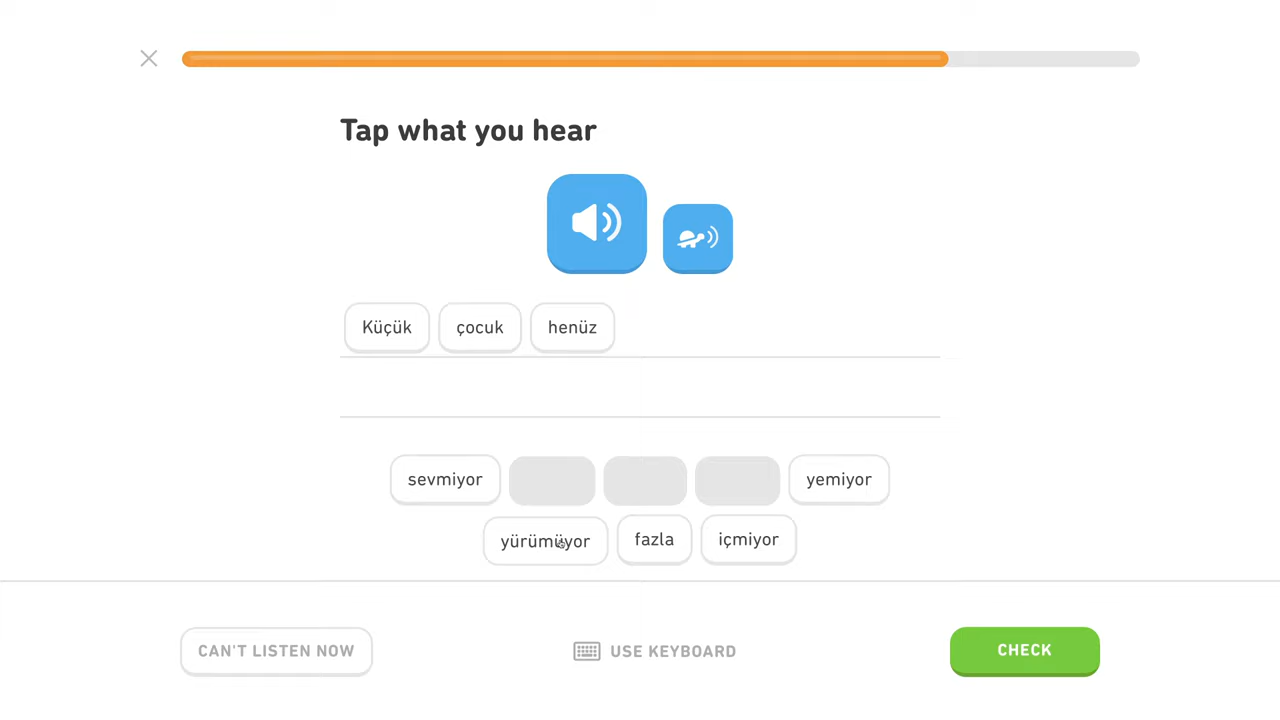 Tap what you hear
Küçük çocuk henüz
sevmiyor yemiyor
yürümüyor fazla içmiyor
CAN'T LISTEN NOW USE KEYBOARD CHECK